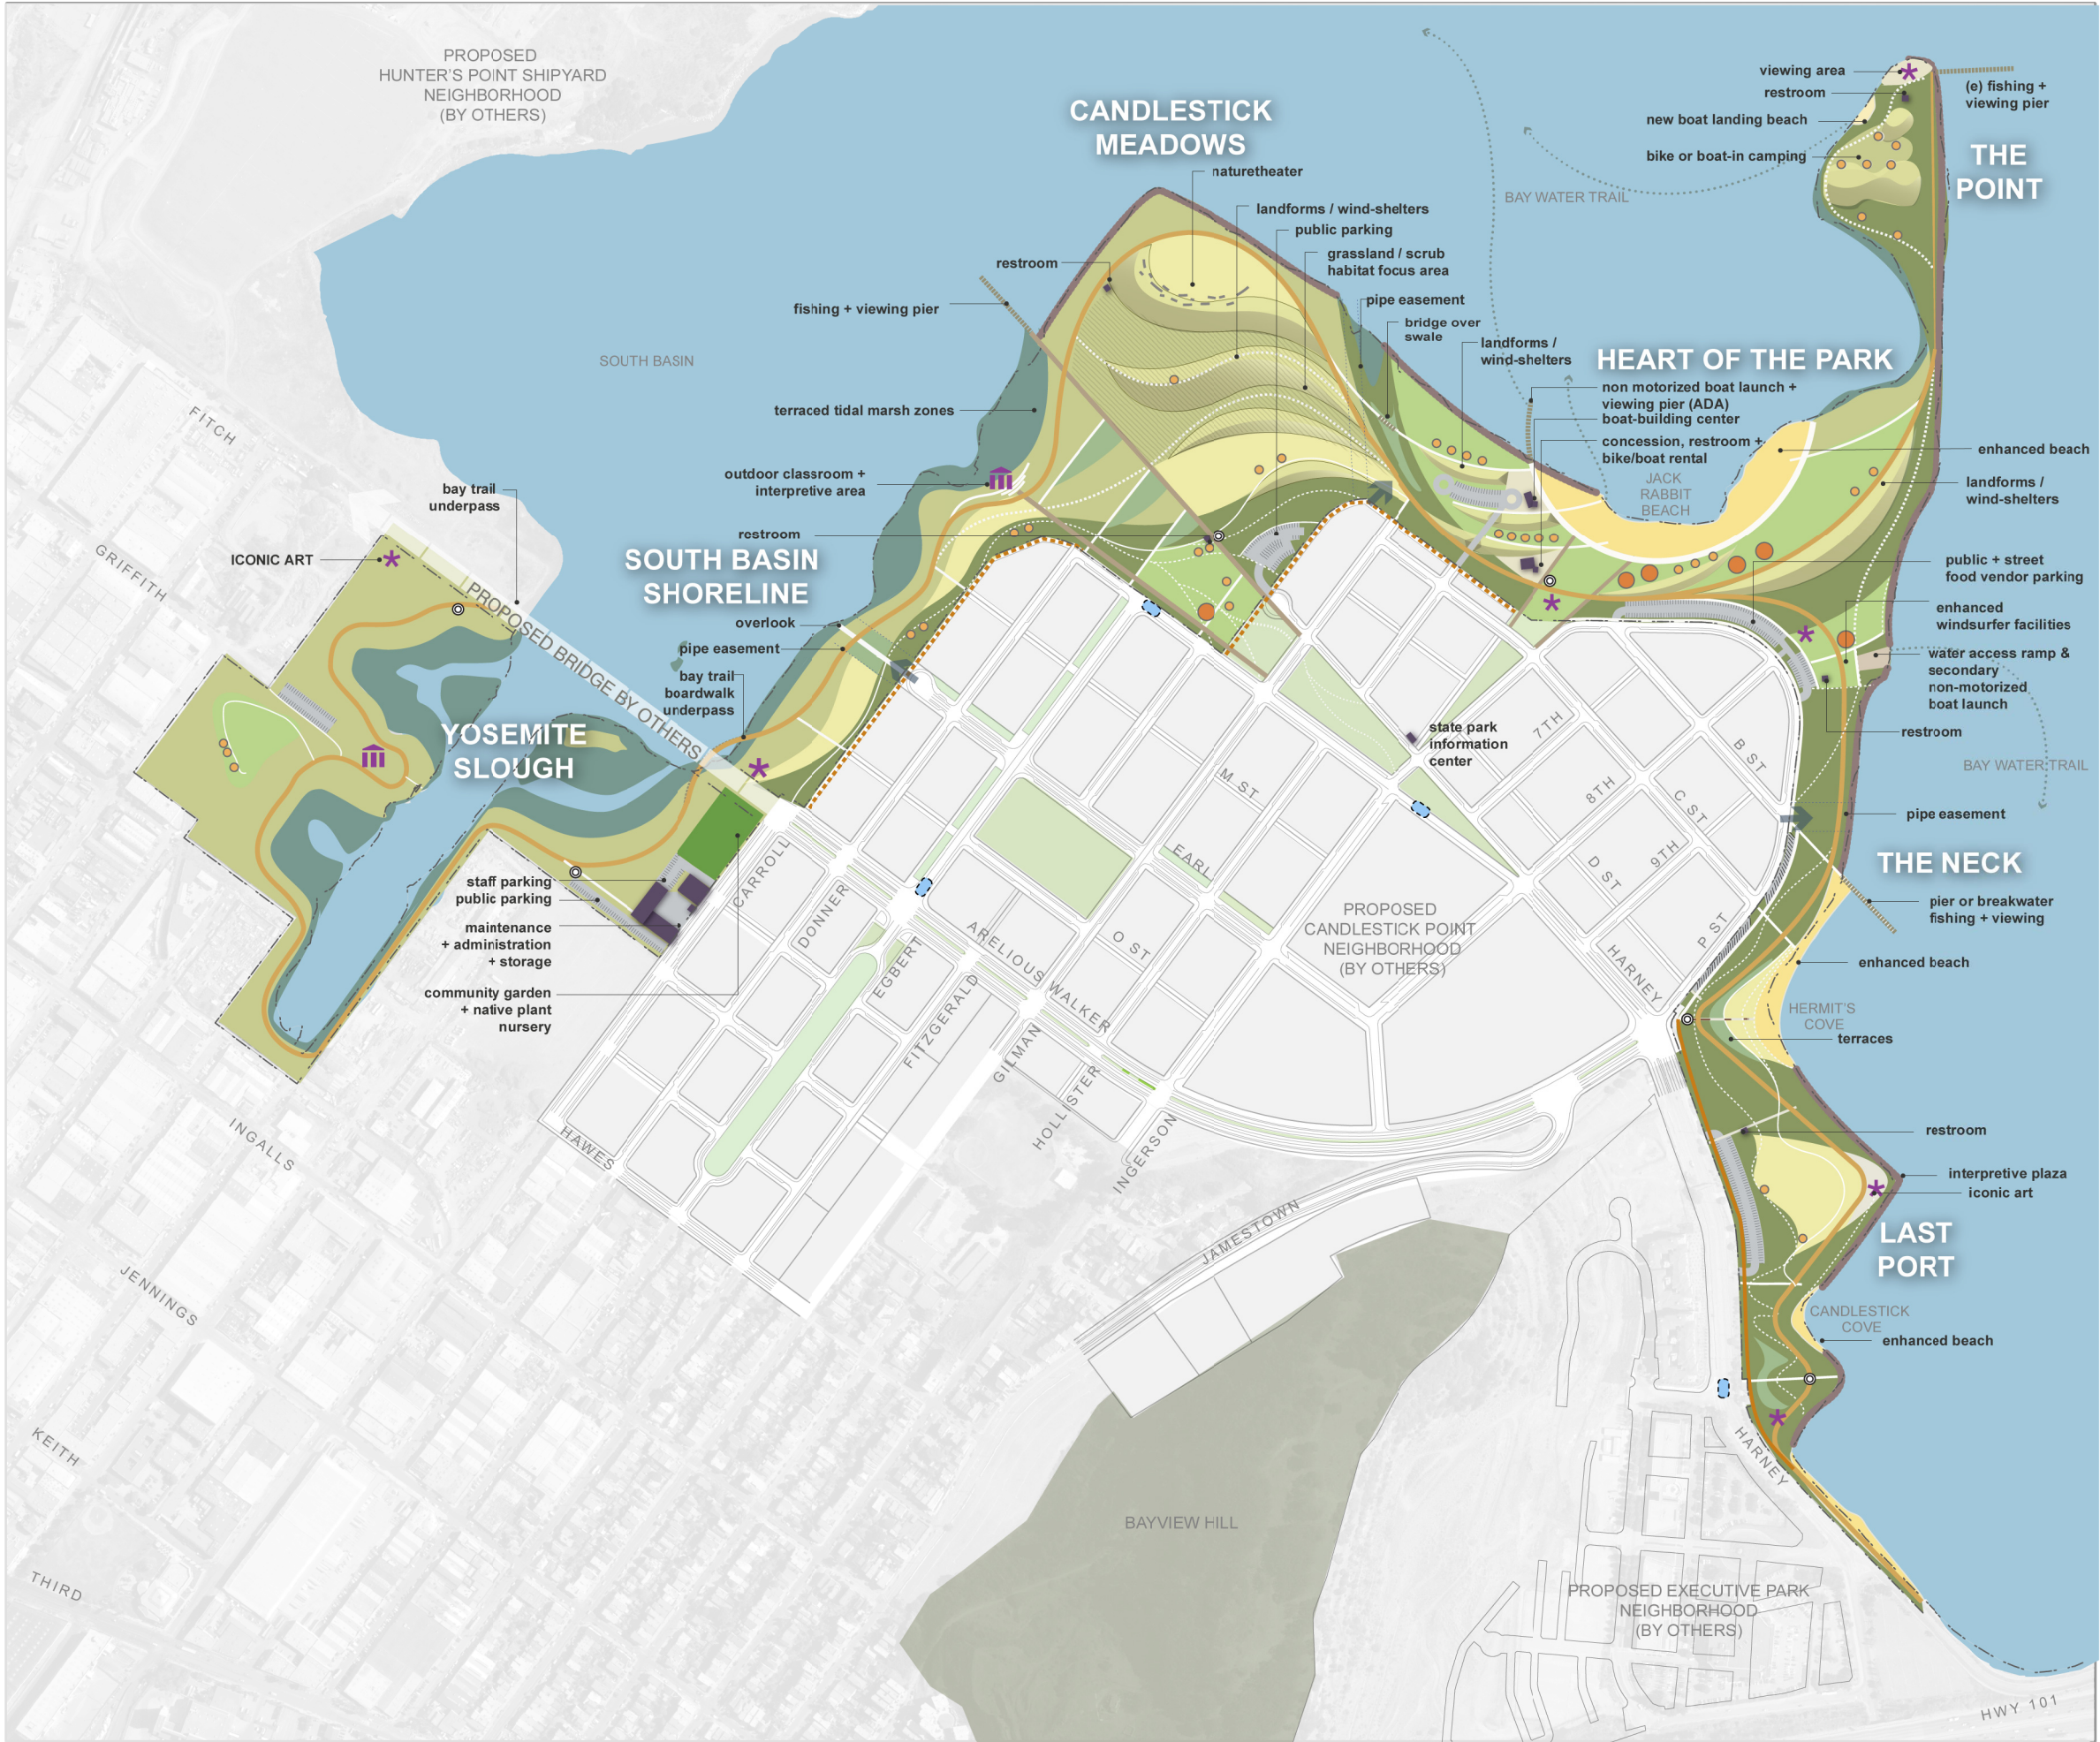 PROPOSED
HUNTER'S POINT SHIPYARD
NEIGHBORHOOD
(BY OTHERS)
CANDLESTICK
MEADOWS
naturetheater
landforms / wind-shelters
public parking
grassland / scrub
habitat focus area
restroom
fishing + viewing pier
pipe easement
bridge over
swale
landforms /
wind-shelters
SOUTH BASIN
terraced tidal marsh zones
outdoor classroom +
interpretive area
restroom
viewing area
restroom
new boat landing beach
bike or boat-in camping
(e) fishing +
viewing pier
THE
POINT
BAY WATER TRAIL
HEART OF THE PARK
non motorized boat launch +
viewing pier (ADA)
boat-building center
concession, restroom +
bike/boat rental
JACK
RABBIT
BEACH
enhanced beach
landforms /
wind-shelters
public + street
food vendor parking
enhanced
windsurfer facilities
water access ramp &
secondary
non-motorized
boat launch
restroom
BAY WATER TRAIL
pipe easement
THE NECK
pier or breakwater
fishing + viewing
enhanced beach
HERMIT'S
COVE
terraces
restroom
interpretive plaza
iconic art
LAST
PORT
CANDLESTICK
COVE
enhanced beach
FITCH
GRIFFITH
bay trail
underpass
ICONIC ART
SOUTH BASIN
SHORELINE
overlook
pipe easement
bay trail
boardwalk
underpass
PROPOSED BRIDGE BY OTHERS
YOSEMITE
SLOUGH
staff parking
public parking
maintenance
+ administration
+ storage
community garden
+ native plant
nursery
state park
information
center
7TH
8TH
9TH
B ST
C ST
D ST
P ST
M ST
O ST
EARL
CARROLL
DONNER
EGBERT
FITZGERALD
ARELIOUS
WALKER
GILMAN
HOLLISTER
INGERSON
HARNEY
PROPOSED
CANDLESTICK POINT
NEIGHBORHOOD
(BY OTHERS)
HAWES
INGALLS
JENNINGS
KEITH
THIRD
JAMESTOWN
BAYVIEW HILL
HARNEY
PROPOSED EXECUTIVE PARK
NEIGHBORHOOD
(BY OTHERS)
HWY 101